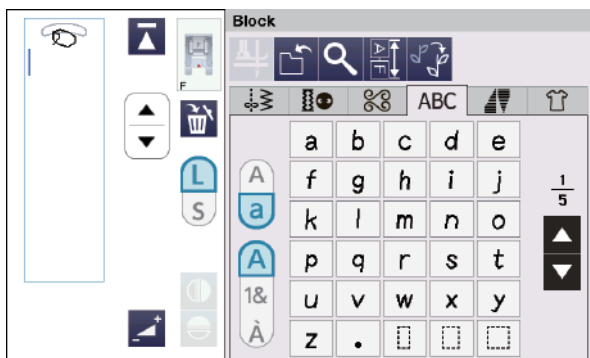 Block
F
ABC
L
S
A
a
A
1&
À
a b c d e
f g h i j
k l m n o
p q r s t
u v w x y
z .
1
5